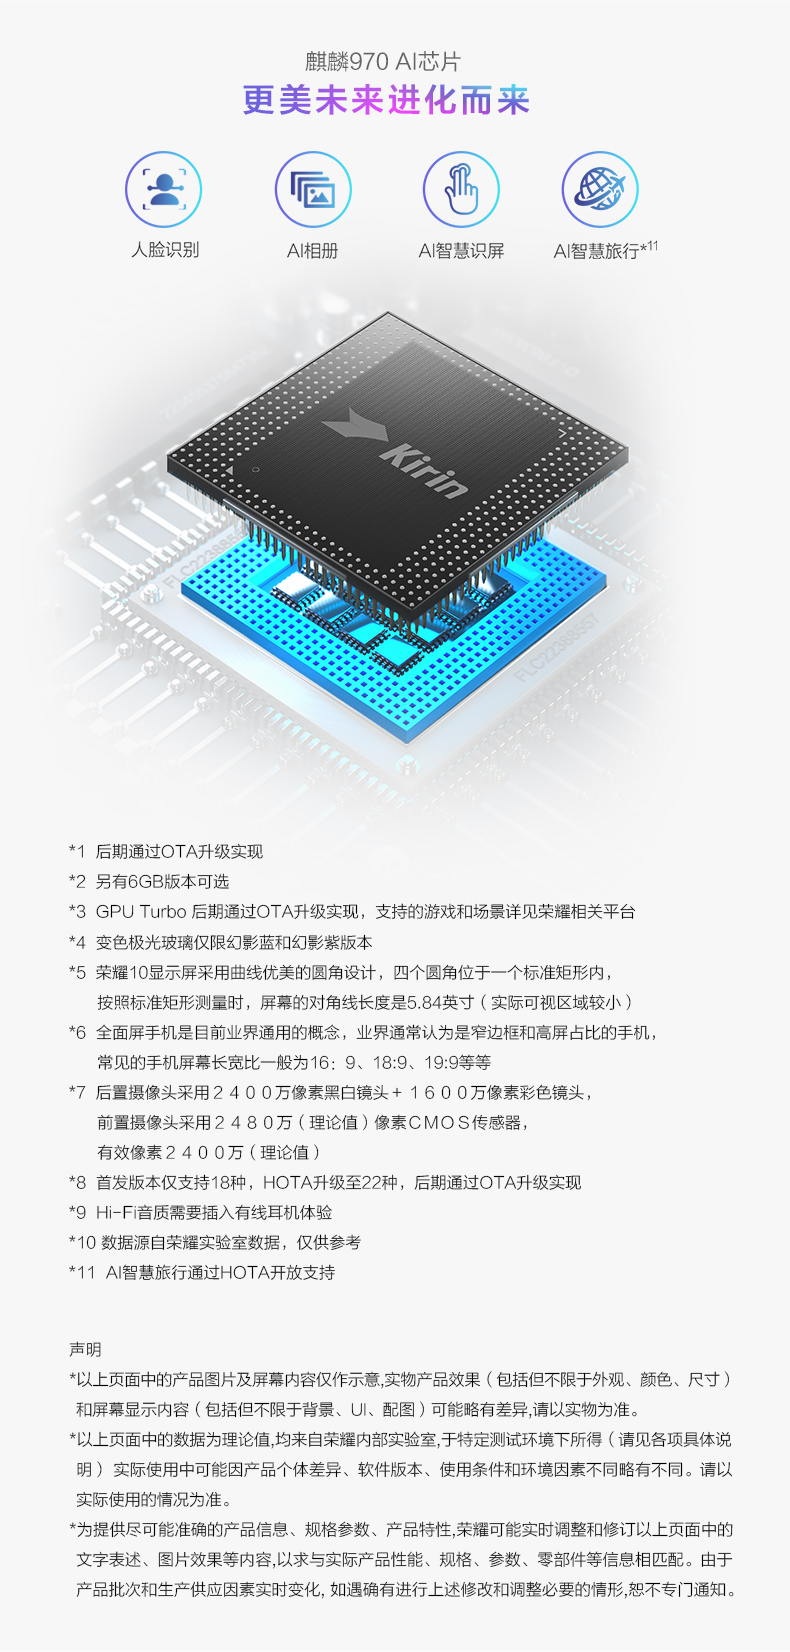 麒麟970 AI芯片
更美未来进化而来
人脸识别
AI相册
AI智慧识屏
AI智慧旅行*11
Kirin
FLC22368557
*1 后期通过OTA升级实现
*2 另有6GB版本可选
*3 GPU Turbo 后期通过OTA升级实现，支持的游戏和场景详见荣耀相关平台
*4 变色极光玻璃仅限幻影蓝和幻影紫版本
*5 荣耀10显示屏采用曲线优美的圆角设计，四个圆角位于一个标准矩形内，
按照标准矩形测量时，屏幕的对角线长度是5.84英寸（实际可视区域较小）
*6 全面屏手机是目前业界通用的概念，业界通常认为是窄边框和高屏占比的手机，
常见的手机屏幕长宽比一般为16：9、18:9、19:9等等
*7 后置摄像头采用２４００万像素黑白镜头＋１６００万像素彩色镜头，
前置摄像头采用２４８０万（理论值）像素ＣＭＯＳ传感器，
有效像素２４００万（理论值）
*8 首发版本仅支持18种，HOTA升级至22种，后期通过OTA升级实现
*9 Hi-Fi音质需要插入有线耳机体验
*10 数据源自荣耀实验室数据，仅供参考
*11 AI智慧旅行通过HOTA开放支持
声明
*以上页面中的产品图片及屏幕内容仅作示意,实物产品效果（包括但不限于外观、颜色、尺寸）
和屏幕显示内容（包括但不限于背景、UI、配图）可能略有差异,请以实物为准。
*以上页面中的数据为理论值,均来自荣耀内部实验室,于特定测试环境下所得（请见各项具体说
明） 实际使用中可能因产品个体差异、软件版本、使用条件和环境因素不同略有不同。请以
实际使用的情况为准。
*为提供尽可能准确的产品信息、规格参数、产品特性,荣耀可能实时调整和修订以上页面中的
文字表述、图片效果等内容,以求与实际产品性能、规格、参数、零部件等信息相匹配。由于
产品批次和生产供应因素实时变化, 如遇确有进行上述修改和调整必要的情形,恕不专门通知。